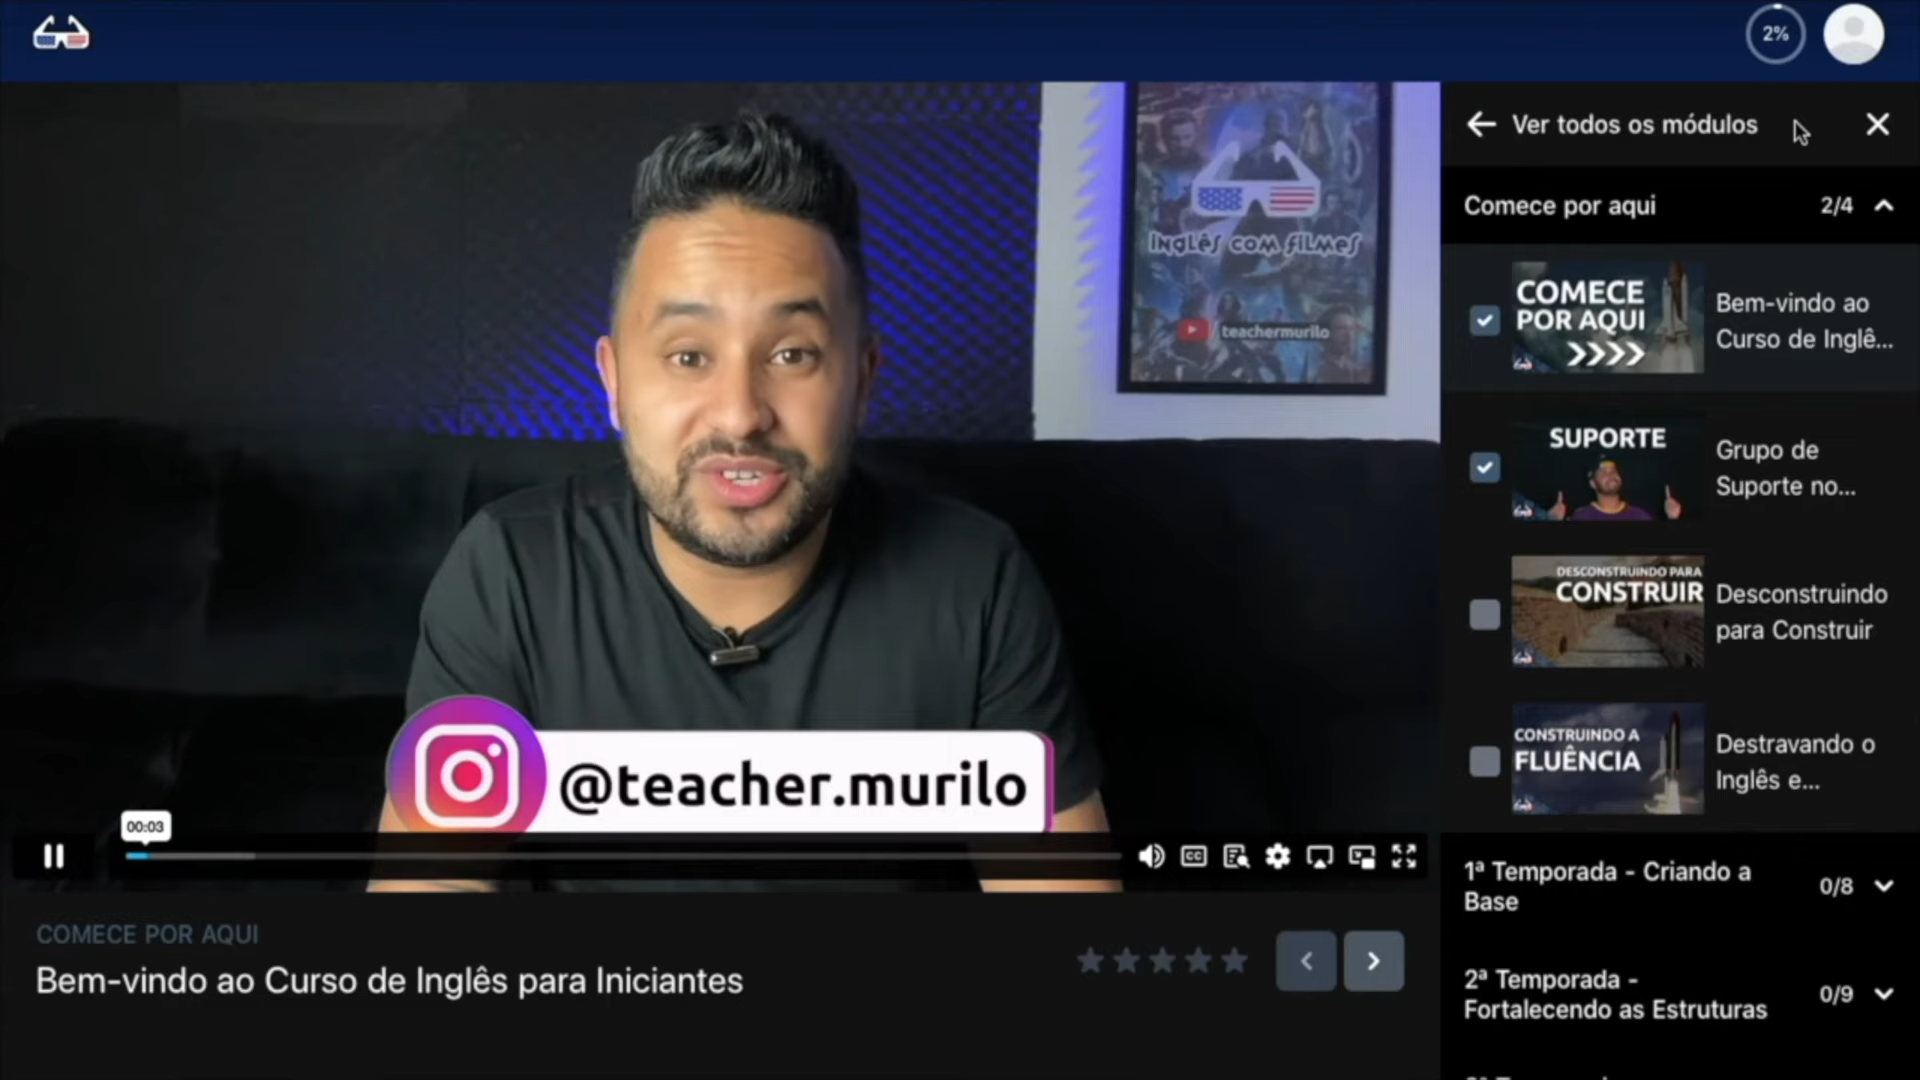 2%
INGLÊS COM FILMES
teachermurilo
@teacher.murilo
00:03
CC
COMECE POR AQUI
Bem-vindo ao Curso de Inglês para Iniciantes
Ver todos os módulos
Comece por aqui 2/4
COMECE
POR AQUI
Bem-vindo ao
Curso de Inglê...
SUPORTE
Grupo de
Suporte no...
DESCONSTRUINDO PARA
CONSTRUIR
Desconstruindo
para Construir
CONSTRUINDO A
FLUÊNCIA
Destravando o
Inglês e...
1ª Temporada - Criando a
Base
0/8
2ª Temporada -
Fortalecendo as Estruturas
0/9